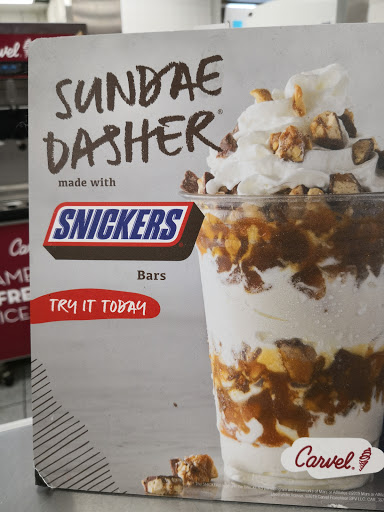 SUNDAE
DASHER®
made with
SNICKERS
Bars
TRY IT TODAY
Carvel®